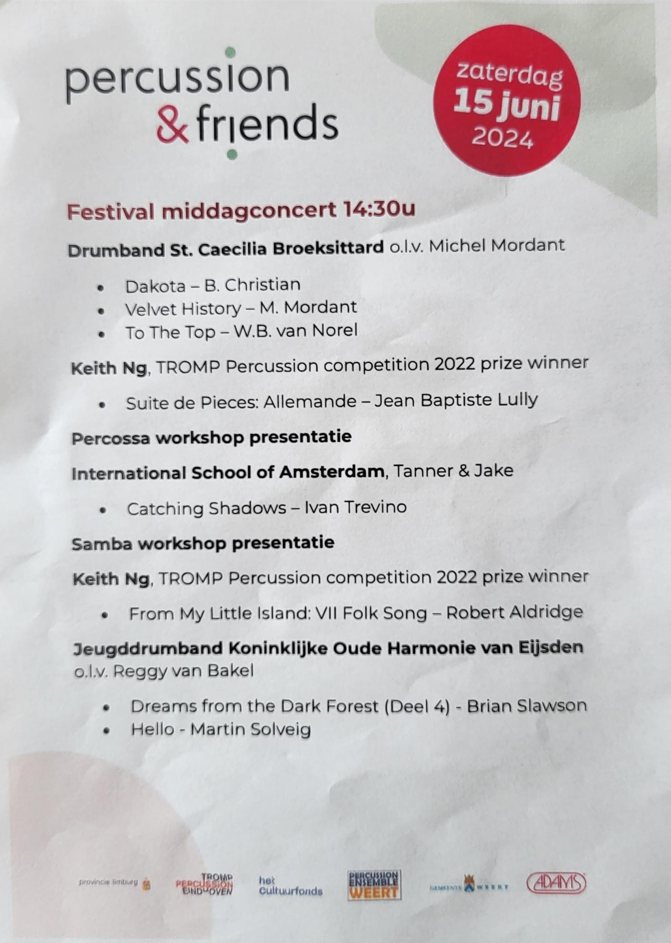 percussion
& friends
zaterdag
15 juni
2024
Festival middagconcert 14:30u
Drumband St. Caecilia Broeksittard o.l.v. Michel Mordant
• Dakota – B. Christian
• Velvet History – M. Mordant
• To The Top – W.B. van Norel
Keith Ng, TROMP Percussion competition 2022 prize winner
• Suite de Pieces: Allemande – Jean Baptiste Lully
Percossa workshop presentatie
International School of Amsterdam, Tanner & Jake
• Catching Shadows – Ivan Trevino
Samba workshop presentatie
Keith Ng, TROMP Percussion competition 2022 prize winner
• From My Little Island: VII Folk Song – Robert Aldridge
Jeugddrumband Koninklijke Oude Harmonie van Eijsden
o.l.v. Reggy van Bakel
• Dreams from the Dark Forest (Deel 4) - Brian Slawson
• Hello - Martin Solveig
provincie limburg
TROMP
PERCUSSION
EINDHOVEN
het
Cultuurfonds
PERCUSSION
ENSEMBLE
WEERT
GEMEENTE WEERT
ADAMS